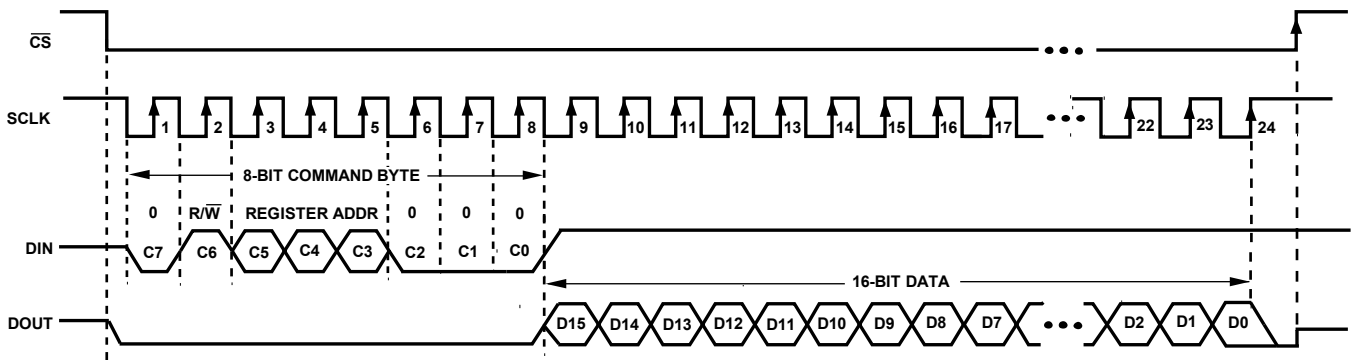 CS
SCLK 1 2 3 4 5 6 7 8 9 10 11 12 13 14 15 16 17 22 23 24
8-BIT COMMAND BYTE
0 R/W REGISTER ADDR 0 0 0
DIN C7 C6 C5 C4 C3 C2 C1 C0
16-BIT DATA
DOUT D15 D14 D13 D12 D11 D10 D9 D8 D7 D2 D1 D0